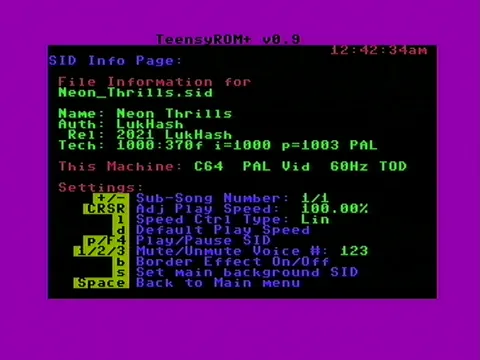 TeensyROM+ v0.9
12:42:34am
SID Info Page:
File Information for
Neon_Thrills.sid
Name: Neon Thrills
Auth: LukHash
Rel: 2021 LukHash
Tech: 1000:370f i=1000 p=1003 PAL
This Machine: C64 PAL Vid 60Hz TOD
Settings:
+/- Sub-Song Number: 1/1
CRSR Adj Play Speed: 100.00%
l Speed Ctrl Type: Lin
d Default Play Speed
p/F4 Play/Pause SID
1/2/3 Mute/Unmute Voice #: 123
b Border Effect On/Off
s Set main background SID
Space Back to Main menu